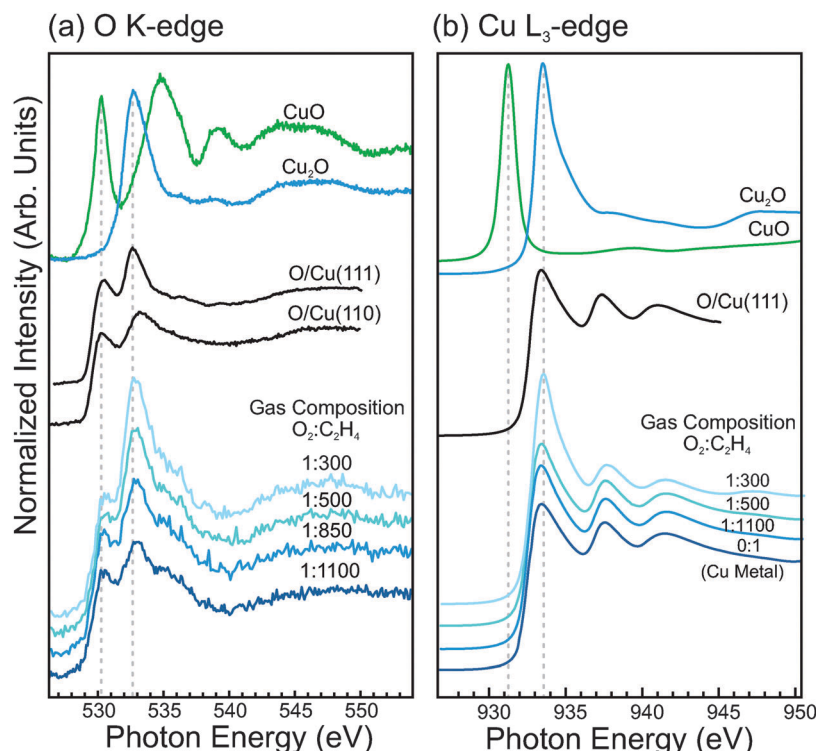 (a) O K-edge
Normalized Intensity (Arb. Units)
CuO
Cu₂O
O/Cu(111)
O/Cu(110)
Gas Composition
O₂:C₂H₄
1:300
1:500
1:850
1:1100
530 535 540 545 550
Photon Energy (eV)
(b) Cu L₃-edge
Cu₂O
CuO
O/Cu(111)
Gas Composition
O₂:C₂H₄
1:300
1:500
1:1100
0:1
(Cu Metal)
930 935 940 945 950
Photon Energy (eV)